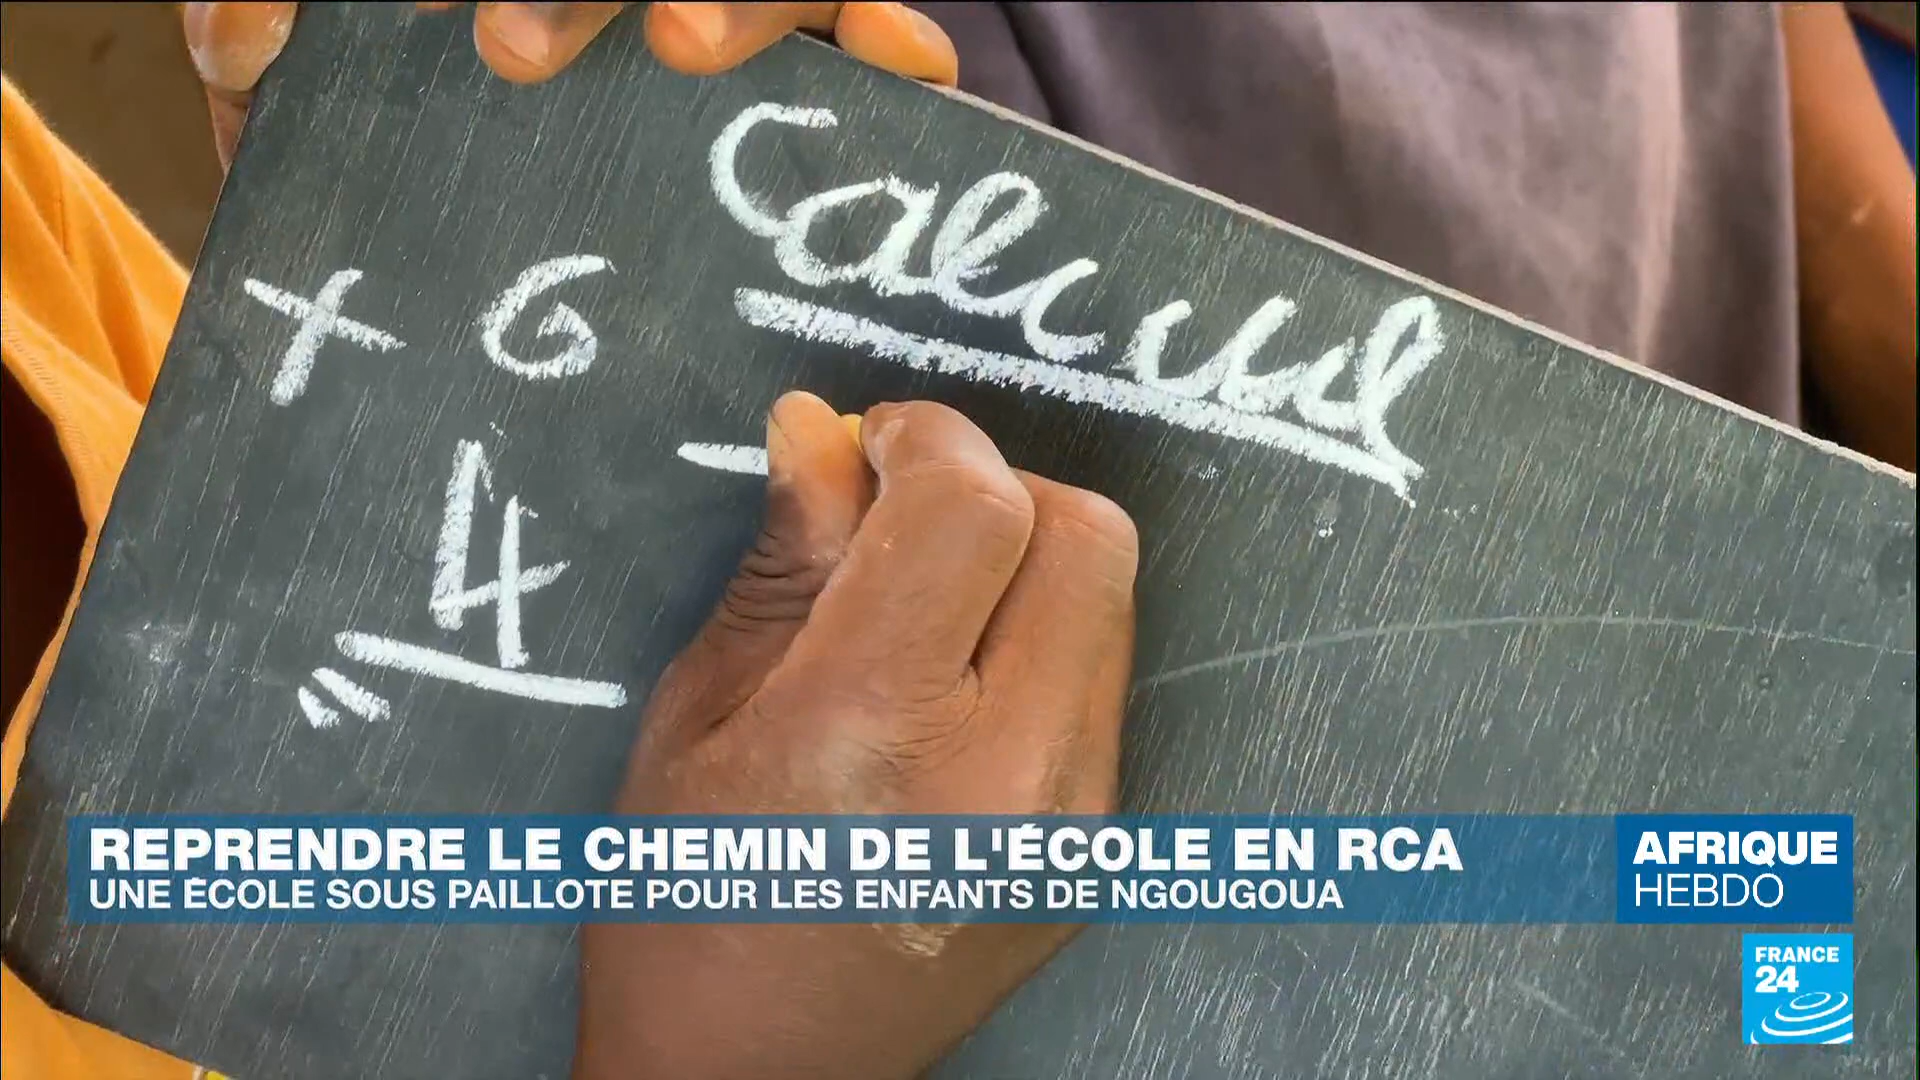 Calcul
+ 6
4
=
-
REPRENDRE LE CHEMIN DE L'ÉCOLE EN RCA
UNE ÉCOLE SOUS PAILLOTE POUR LES ENFANTS DE NGOUGOUA
AFRIQUE
HEBDO
FRANCE
24